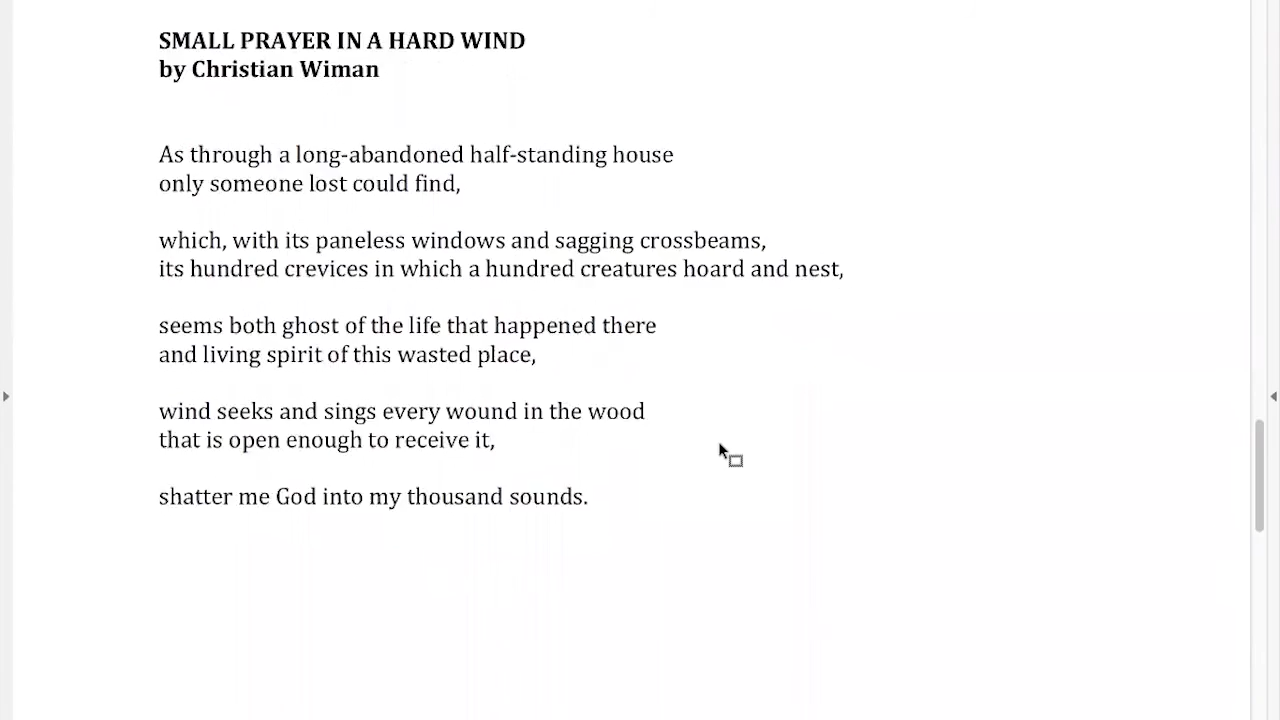 SMALL PRAYER IN A HARD WIND
by Christian Wiman
As through a long-abandoned half-standing house
only someone lost could find,
which, with its paneless windows and sagging crossbeams,
its hundred crevices in which a hundred creatures hoard and nest,
seems both ghost of the life that happened there
and living spirit of this wasted place,
wind seeks and sings every wound in the wood
that is open enough to receive it,
shatter me God into my thousand sounds.